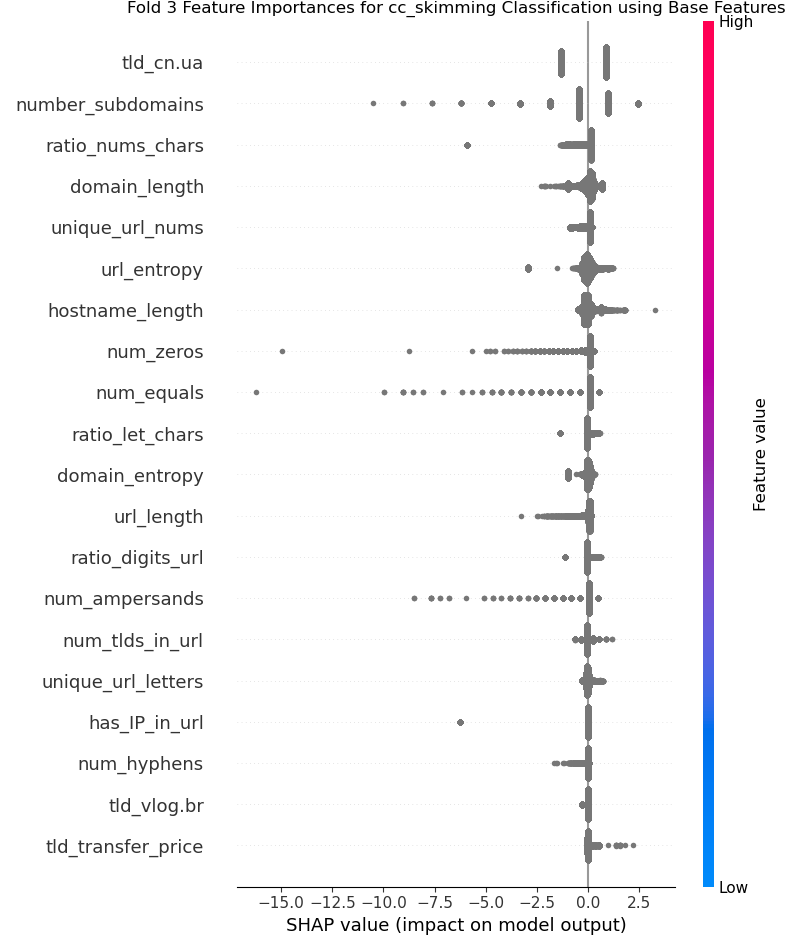 Fold 3 Feature Importances for cc_skimming Classification using Base Features
High
tld_cn.ua
number_subdomains
ratio_nums_chars
domain_length
unique_url_nums
url_entropy
hostname_length
num_zeros
num_equals
ratio_let_chars
domain_entropy
url_length
ratio_digits_url
num_ampersands
num_tlds_in_url
unique_url_letters
has_IP_in_url
num_hyphens
tld_vlog.br
tld_transfer_price
Feature value
Low
−15.0 −12.5 −10.0 −7.5 −5.0 −2.5 0.0 2.5
SHAP value (impact on model output)